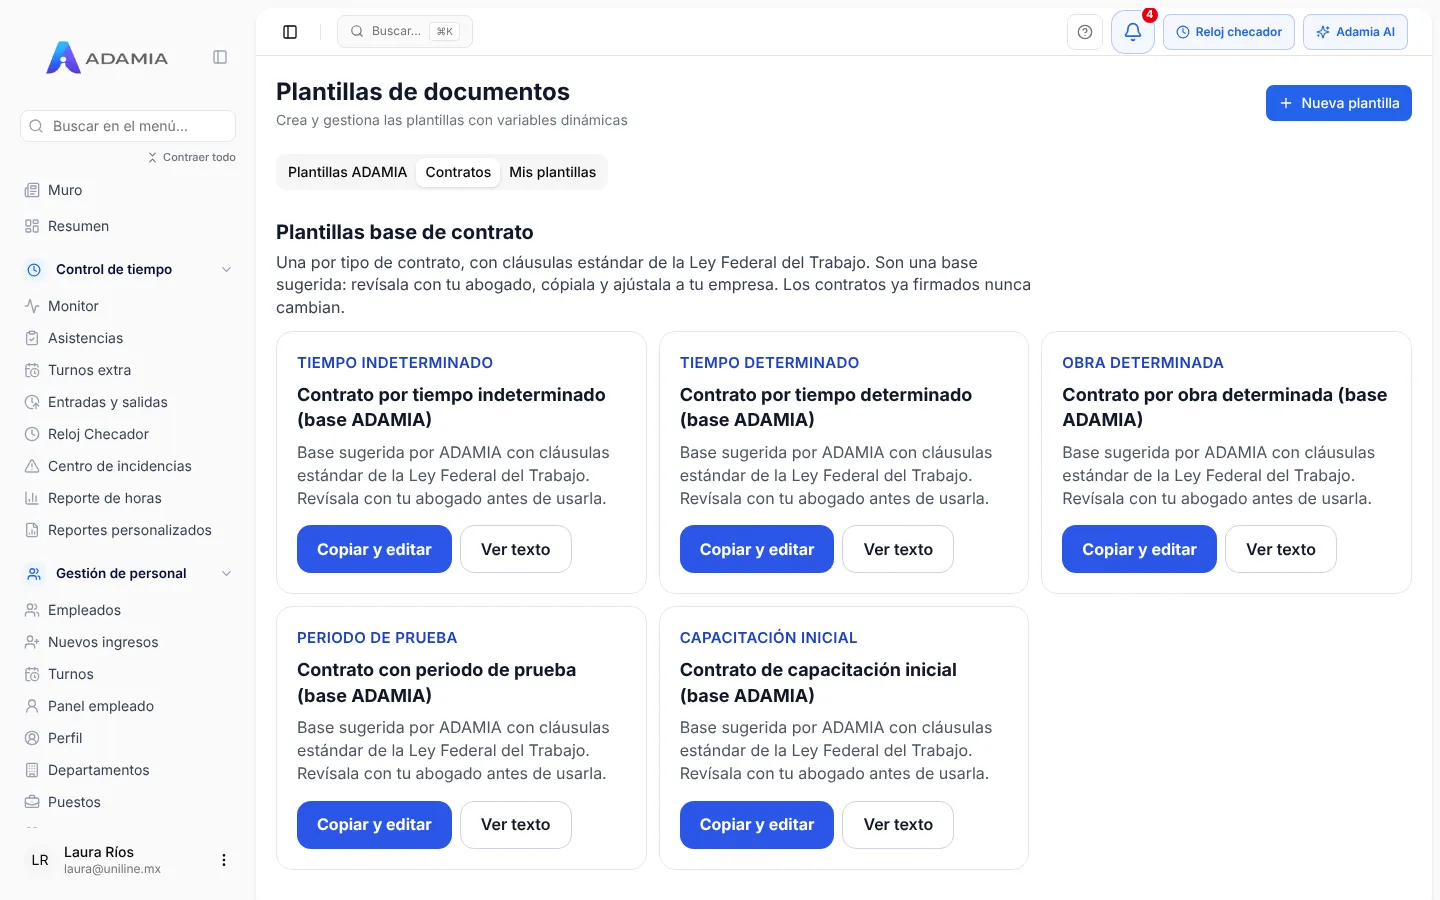 ADAMIA
Buscar en el menú...
Contraer todo
Muro
Resumen
Control de tiempo
Monitor
Asistencias
Turnos extra
Entradas y salidas
Reloj Checador
Centro de incidencias
Reporte de horas
Reportes personalizados
Gestión de personal
Empleados
Nuevos ingresos
Turnos
Panel empleado
Perfil
Departamentos
Puestos
LR
Laura Ríos
laura@uniline.mx
Buscar... ⌘K
4
Reloj checador
Adamia AI
Plantillas de documentos
Crea y gestiona las plantillas con variables dinámicas
Nueva plantilla
Plantillas ADAMIA Contratos Mis plantillas
Plantillas base de contrato
Una por tipo de contrato, con cláusulas estándar de la Ley Federal del Trabajo. Son una base
sugerida: revísala con tu abogado, cópiala y ajústala a tu empresa. Los contratos ya firmados nunca
cambian.
TIEMPO INDETERMINADO
Contrato por tiempo indeterminado
(base ADAMIA)
Base sugerida por ADAMIA con cláusulas
estándar de la Ley Federal del Trabajo.
Revísala con tu abogado antes de usarla.
Copiar y editar Ver texto
TIEMPO DETERMINADO
Contrato por tiempo determinado
(base ADAMIA)
Base sugerida por ADAMIA con cláusulas
estándar de la Ley Federal del Trabajo.
Revísala con tu abogado antes de usarla.
Copiar y editar Ver texto
OBRA DETERMINADA
Contrato por obra determinada (base
ADAMIA)
Base sugerida por ADAMIA con cláusulas
estándar de la Ley Federal del Trabajo.
Revísala con tu abogado antes de usarla.
Copiar y editar Ver texto
PERIODO DE PRUEBA
Contrato con periodo de prueba
(base ADAMIA)
Base sugerida por ADAMIA con cláusulas
estándar de la Ley Federal del Trabajo.
Revísala con tu abogado antes de usarla.
Copiar y editar Ver texto
CAPACITACIÓN INICIAL
Contrato de capacitación inicial
(base ADAMIA)
Base sugerida por ADAMIA con cláusulas
estándar de la Ley Federal del Trabajo.
Revísala con tu abogado antes de usarla.
Copiar y editar Ver texto